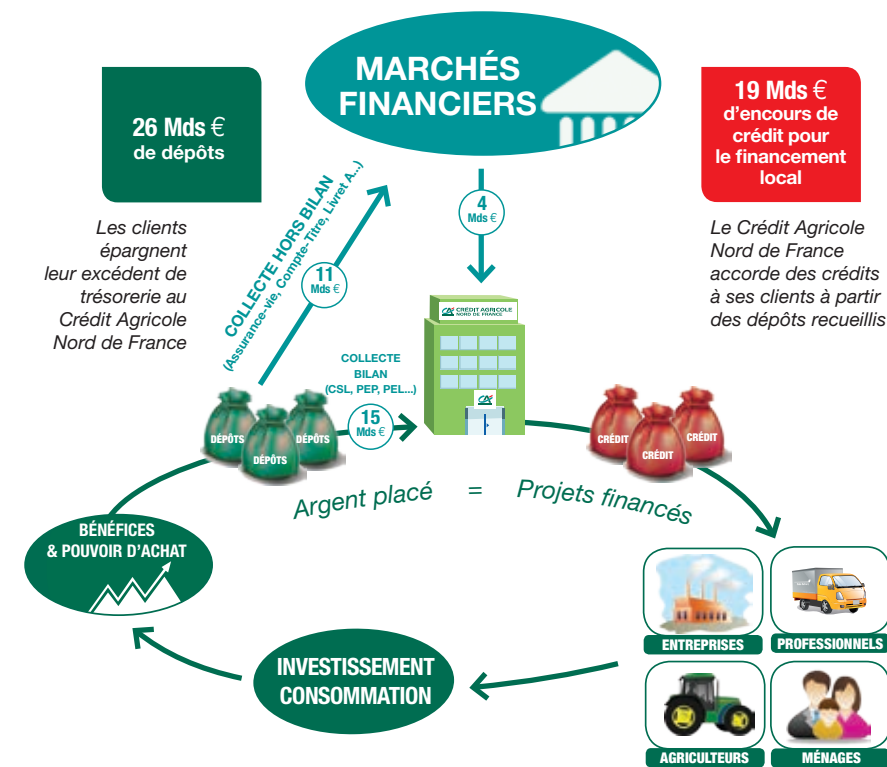 MARCHÉS
FINANCIERS
26 Mds €
de dépôts
19 Mds €
d'encours de
crédit pour
le financement
local
Les clients
épargnent
leur excédent de
trésorerie au
Crédit Agricole
Nord de France
COLLECTE HORS BILAN
(Assurance-vie, Compte-Titre, Livret A...)
11
Mds €
4
Mds €
Le Crédit Agricole
Nord de France
accorde des crédits
à ses clients à partir
des dépôts recueillis
CRÉDIT AGRICOLE
NORD DE FRANCE
COLLECTE
BILAN
(CSL, PEP, PEL...)
15
Mds €
CA
DÉPÔTS
DÉPÔTS
DÉPÔTS
CRÉDIT
CRÉDIT
CRÉDIT
Argent placé = Projets financés
BÉNÉFICES
& POUVOIR D'ACHAT
INVESTISSEMENT
CONSOMMATION
ENTREPRISES
PROFESSIONNELS
AGRICULTEURS
MÉNAGES